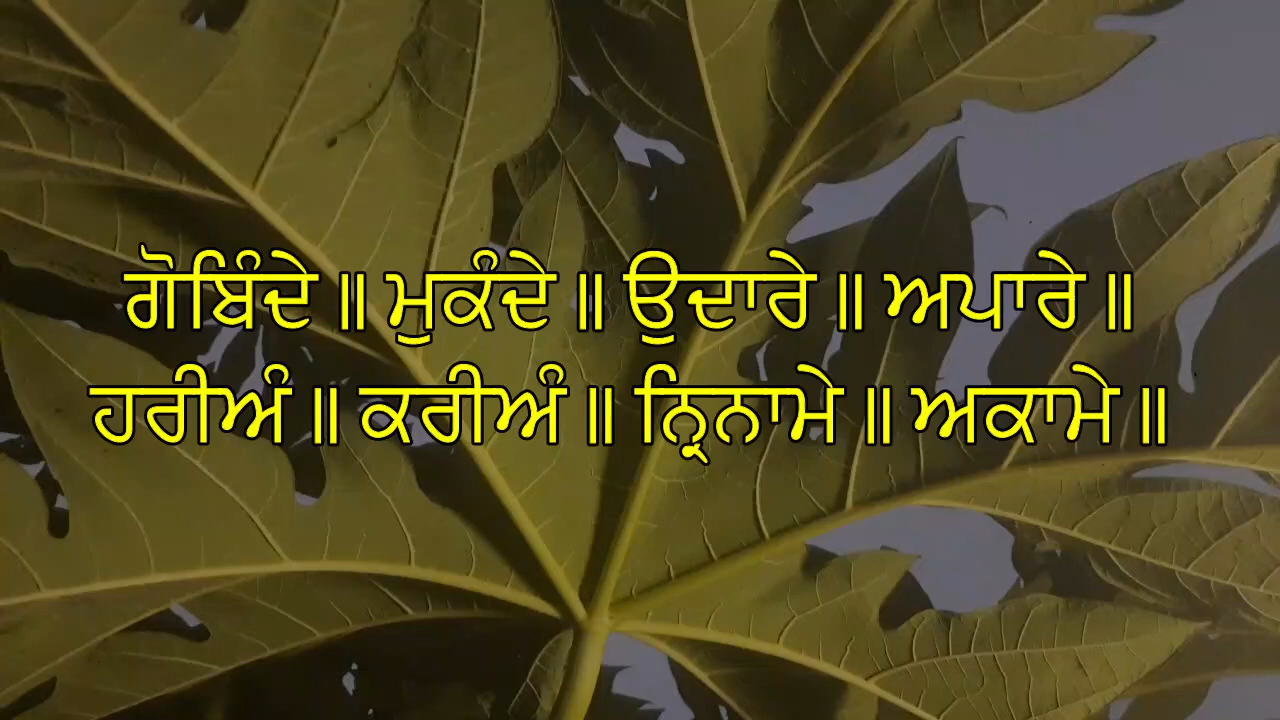 ਗੋਬਿੰਦੇ ॥ ਮੁਕੰਦੇ ॥ ਉਦਾਰੇ ॥ ਅਪਾਰੇ ॥
ਹਰੀਅੰ ॥ ਕਰੀਅੰ ॥ ਨ੍ਰਿਨਾਮੇ ॥ ਅਕਾਮੇ ॥